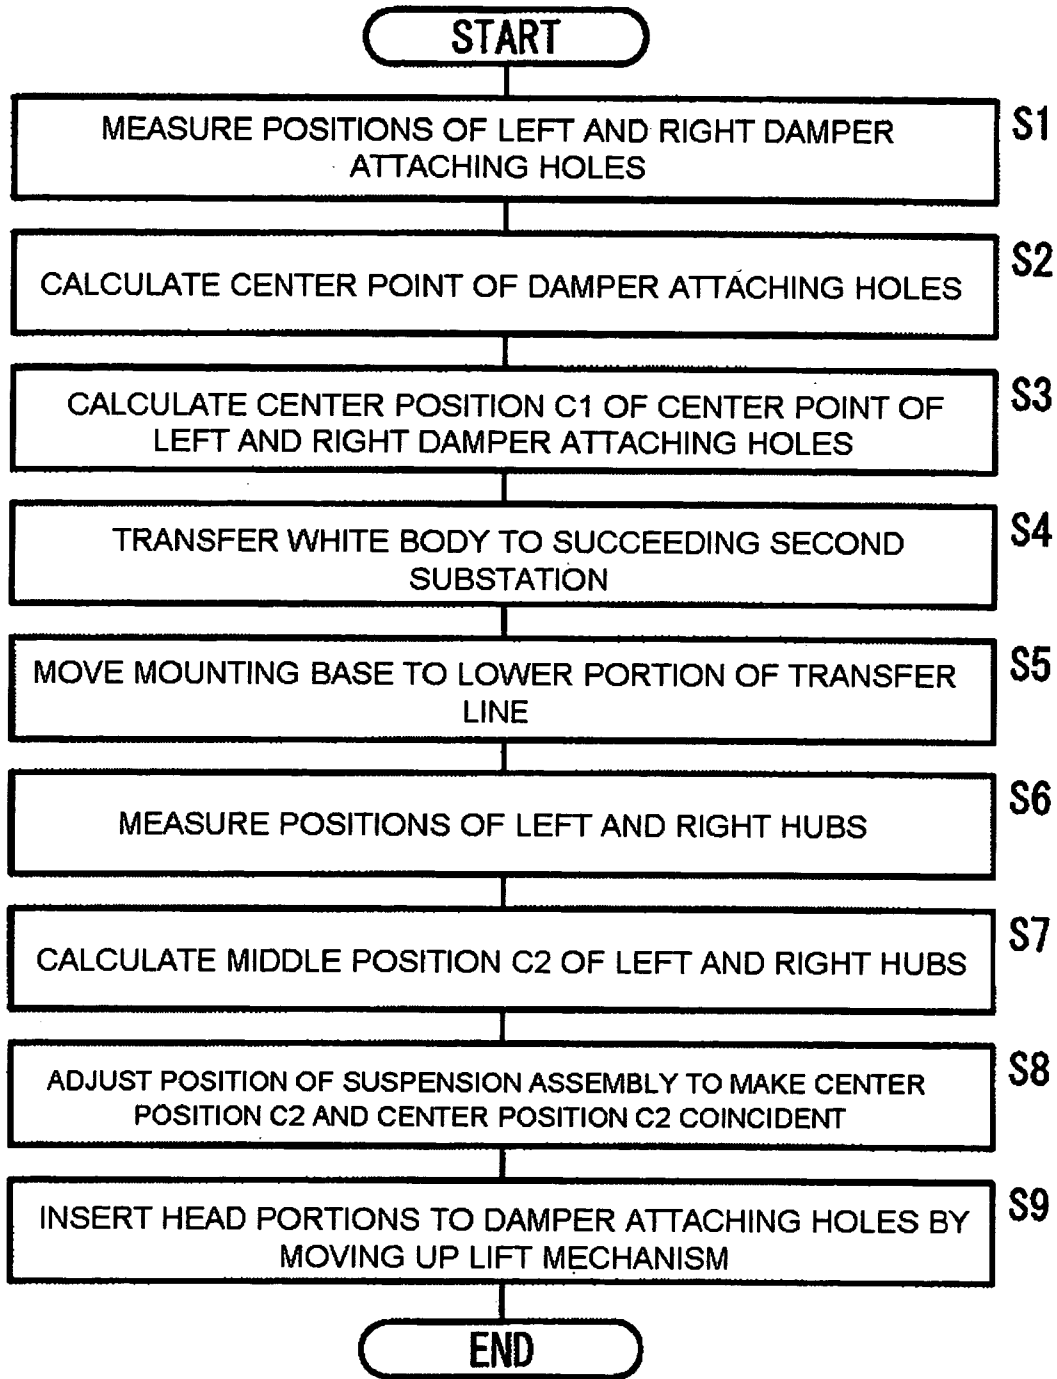 START
MEASURE POSITIONS OF LEFT AND RIGHT DAMPER
ATTACHING HOLES
S1
CALCULATE CENTER POINT OF DAMPER ATTACHING HOLES
S2
CALCULATE CENTER POSITION C1 OF CENTER POINT OF
LEFT AND RIGHT DAMPER ATTACHING HOLES
S3
TRANSFER WHITE BODY TO SUCCEEDING SECOND
SUBSTATION
S4
MOVE MOUNTING BASE TO LOWER PORTION OF TRANSFER
LINE
S5
MEASURE POSITIONS OF LEFT AND RIGHT HUBS
S6
CALCULATE MIDDLE POSITION C2 OF LEFT AND RIGHT HUBS
S7
ADJUST POSITION OF SUSPENSION ASSEMBLY TO MAKE CENTER
POSITION C2 AND CENTER POSITION C2 COINCIDENT
S8
INSERT HEAD PORTIONS TO DAMPER ATTACHING HOLES BY
MOVING UP LIFT MECHANISM
S9
END